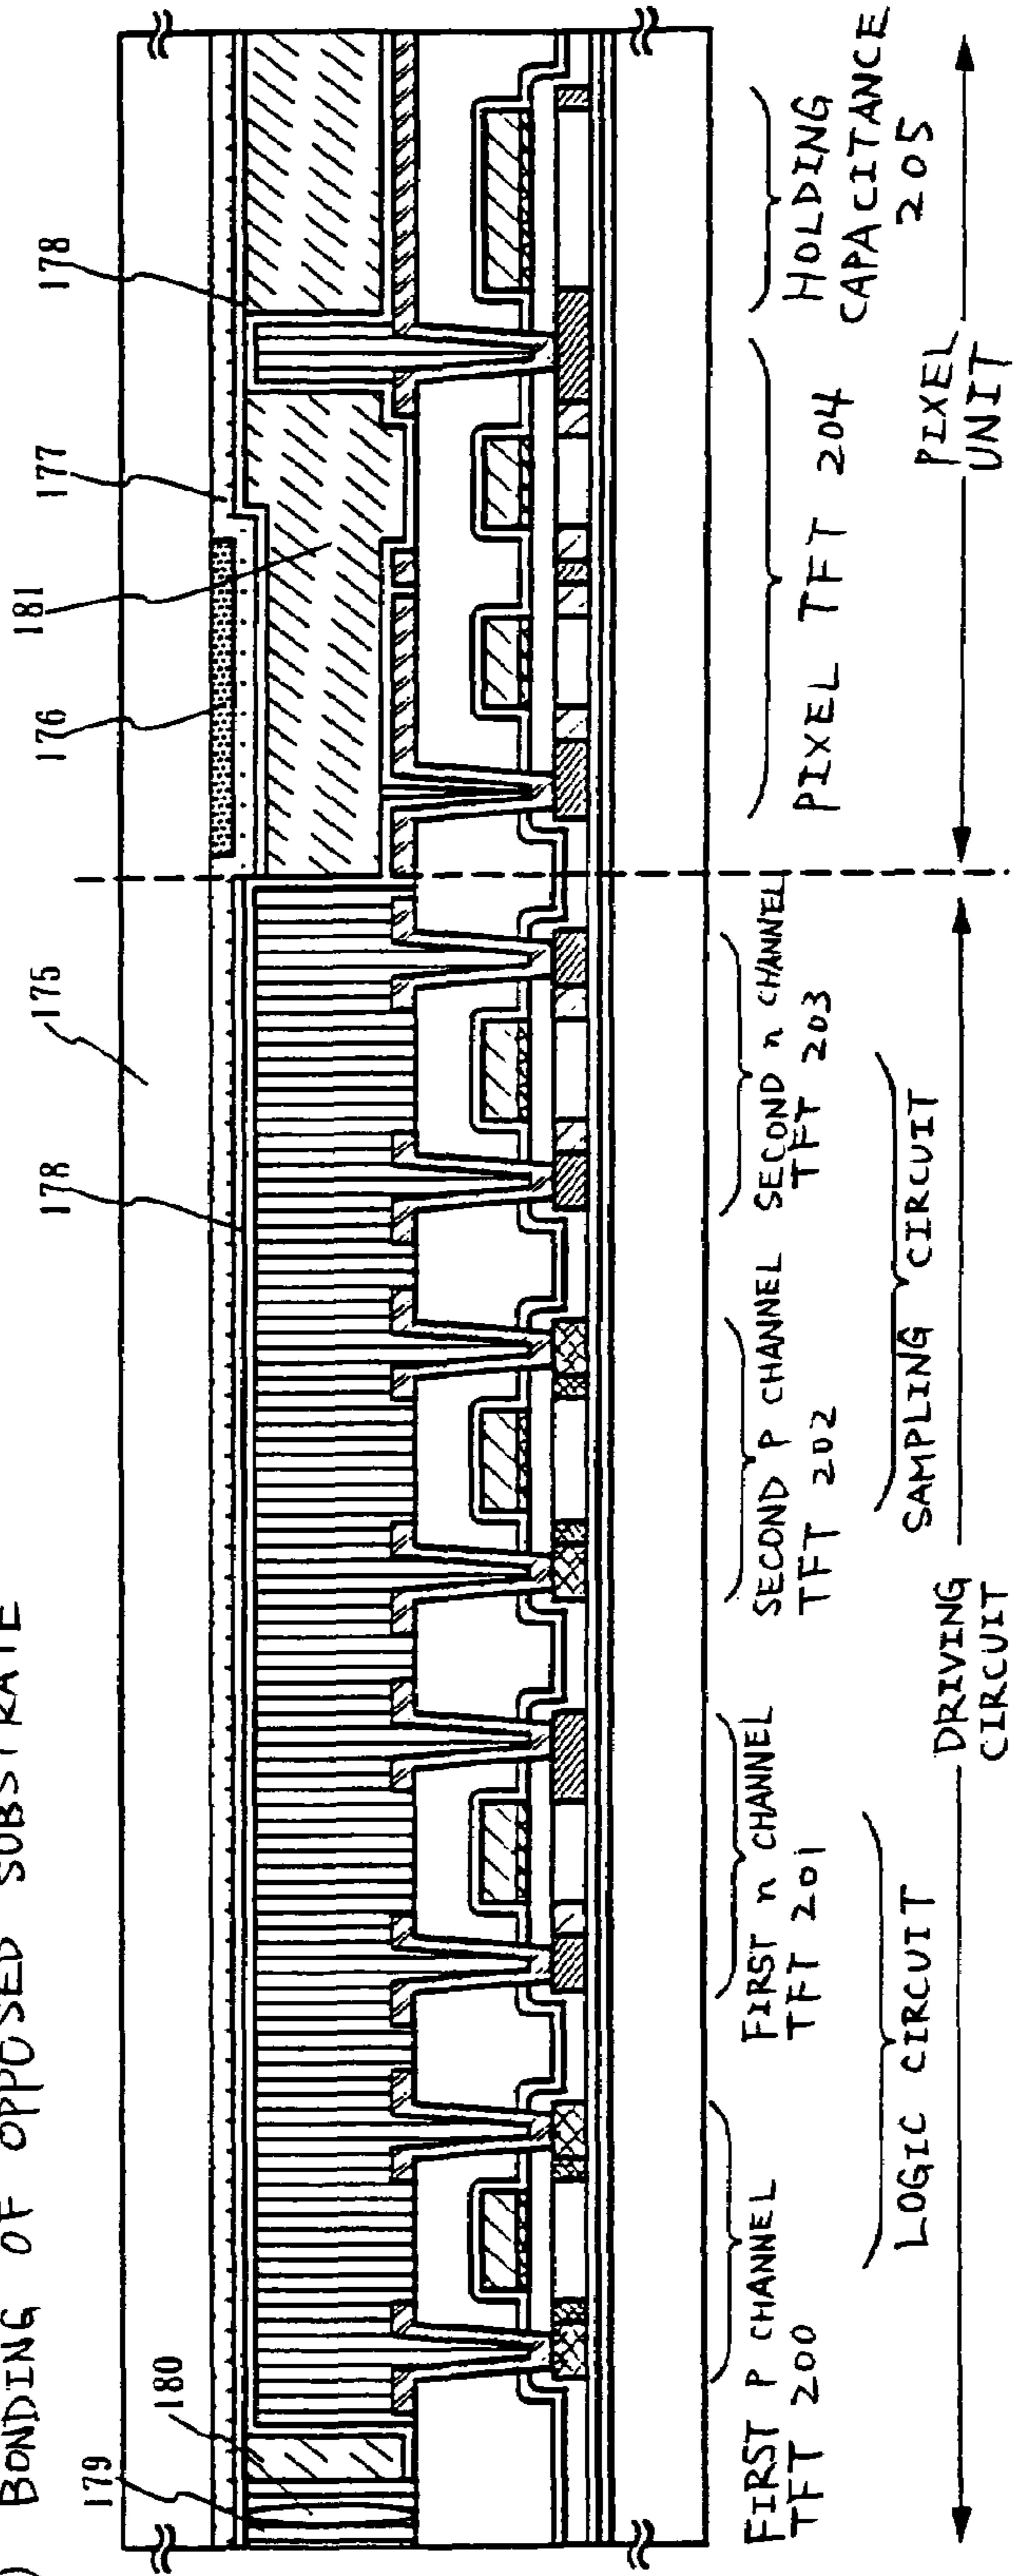 ) BONDING OF OPPOSED SUBSTRATE
179
180
178
175
176
181
177
178
FIRST P CHANNEL
TFT 200
FIRST n CHANNEL
TFT 201
SECOND P CHANNEL
TFT 202
SECOND n CHANNEL
TFT 203
PIXEL TFT 204
HOLDING
CAPACITANCE
205
LOGIC CIRCUIT
SAMPLING CIRCUIT
DRIVING
CIRCUIT
PIXEL
UNIT